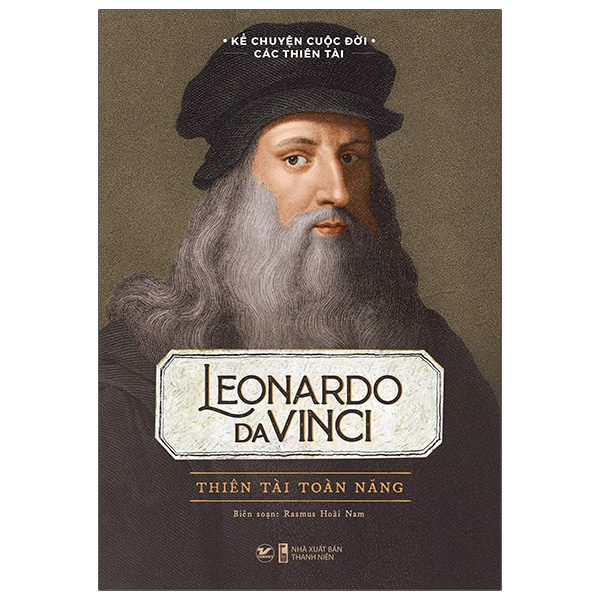 • KỂ CHUYỆN CUỘC ĐỜI •
CÁC THIÊN TÀI
LEONARDO
DA VINCI
THIÊN TÀI TOÀN NĂNG
Biên soạn: Rasmus Hoài Nam
NHÀ XUẤT BẢN
THANH NIÊN